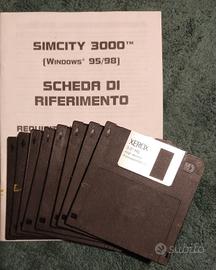 SIMCITY 3000™
(WINDOWS® 95/98)
SCHEDA DI
RIFERIMENTO
XEROX
subito